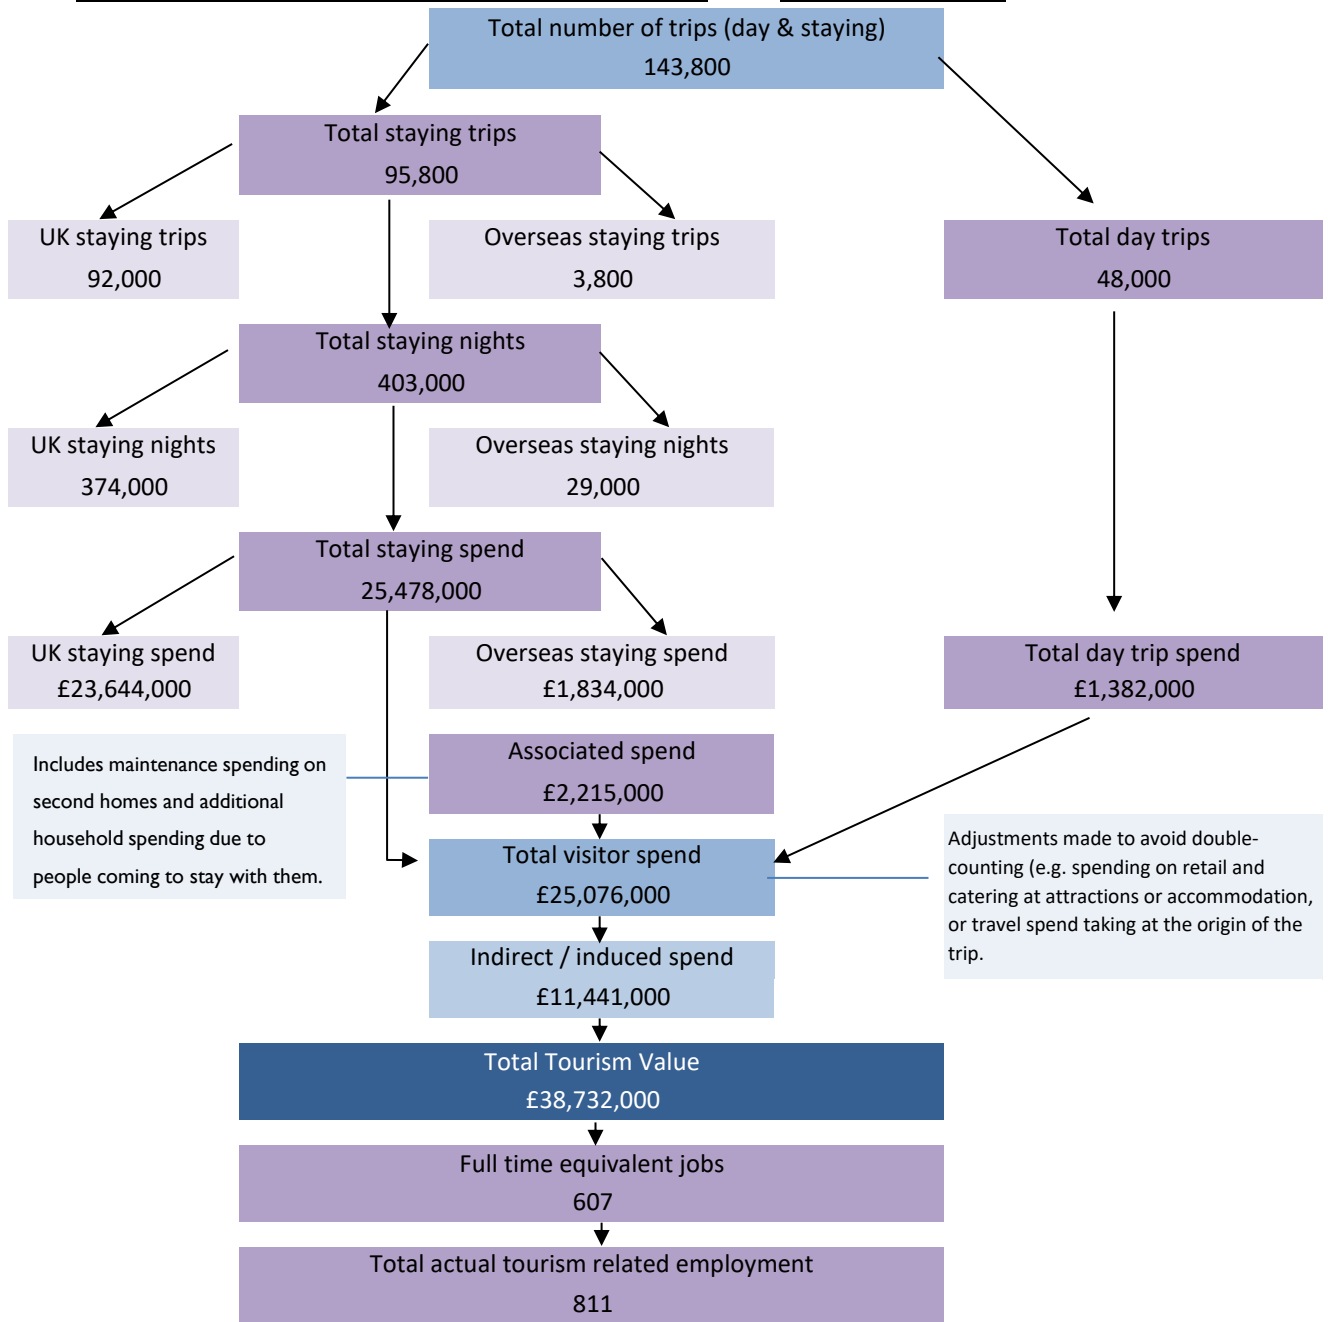 Total number of trips (day & staying)
143,800
Total staying trips
95,800
UK staying trips
92,000
Overseas staying trips
3,800
Total day trips
48,000
Total staying nights
403,000
UK staying nights
374,000
Overseas staying nights
29,000
Total staying spend
25,478,000
UK staying spend
£23,644,000
Overseas staying spend
£1,834,000
Total day trip spend
£1,382,000
Includes maintenance spending on
second homes and additional
household spending due to
people coming to stay with them.
Associated spend
£2,215,000
Total visitor spend
£25,076,000
Adjustments made to avoid double-
counting (e.g. spending on retail and
catering at attractions or accommodation,
or travel spend taking at the origin of the
trip.
Indirect / induced spend
£11,441,000
Total Tourism Value
£38,732,000
Full time equivalent jobs
607
Total actual tourism related employment
811